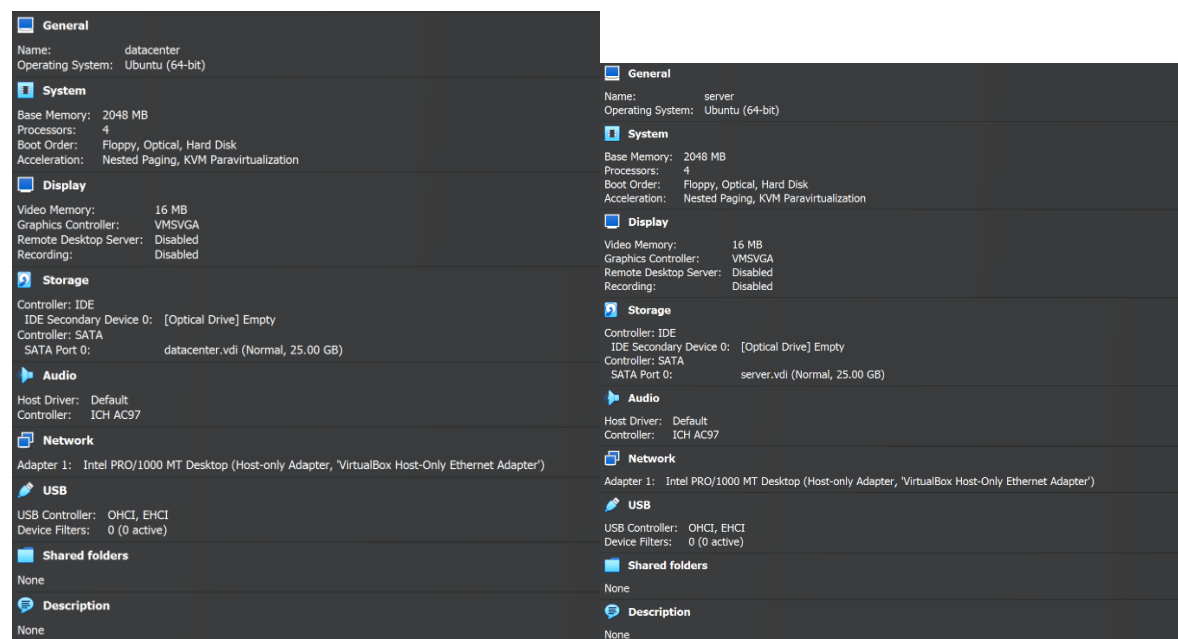 General
Name: datacenter
Operating System: Ubuntu (64-bit)
System
Base Memory: 2048 MB
Processors: 4
Boot Order: Floppy, Optical, Hard Disk
Acceleration: Nested Paging, KVM Paravirtualization
Display
Video Memory: 16 MB
Graphics Controller: VMSVGA
Remote Desktop Server: Disabled
Recording: Disabled
Storage
Controller: IDE
IDE Secondary Device 0: [Optical Drive] Empty
Controller: SATA
SATA Port 0: datacenter.vdi (Normal, 25.00 GB)
Audio
Host Driver: Default
Controller: ICH AC97
Network
Adapter 1: Intel PRO/1000 MT Desktop (Host-only Adapter, 'VirtualBox Host-Only Ethernet Adapter')
USB
USB Controller: OHCI, EHCI
Device Filters: 0 (0 active)
Shared folders
None
Description
None
General
Name: server
Operating System: Ubuntu (64-bit)
System
Base Memory: 2048 MB
Processors: 4
Boot Order: Floppy, Optical, Hard Disk
Acceleration: Nested Paging, KVM Paravirtualization
Display
Video Memory: 16 MB
Graphics Controller: VMSVGA
Remote Desktop Server: Disabled
Recording: Disabled
Storage
Controller: IDE
IDE Secondary Device 0: [Optical Drive] Empty
Controller: SATA
SATA Port 0: server.vdi (Normal, 25.00 GB)
Audio
Host Driver: Default
Controller: ICH AC97
Network
Adapter 1: Intel PRO/1000 MT Desktop (Host-only Adapter, 'VirtualBox Host-Only Ethernet Adapter')
USB
USB Controller: OHCI, EHCI
Device Filters: 0 (0 active)
Shared folders
None
Description
None